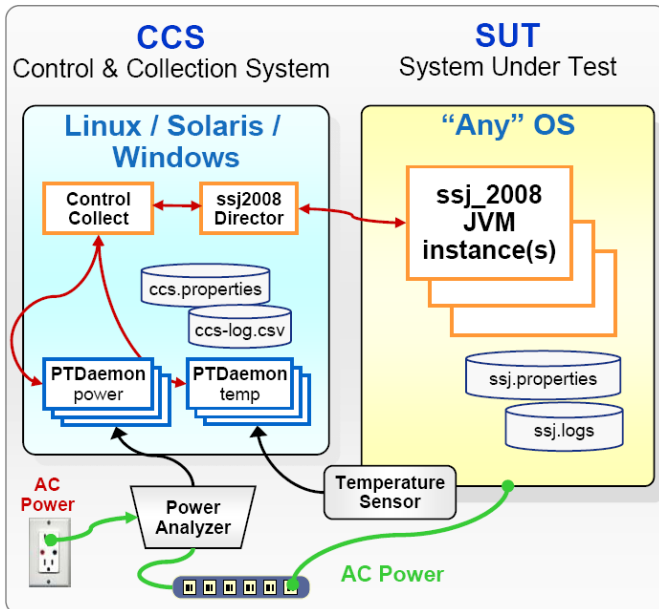 CCS
Control & Collection System
SUT
System Under Test
Linux / Solaris /
Windows
Control
Collect
ssj2008
Director
ccs.properties
ccs-log.csv
PTDaemon
power
PTDaemon
temp
“Any” OS
ssj_2008
JVM
instance(s)
ssj.properties
ssj.logs
AC
Power
Power
Analyzer
Temperature
Sensor
AC Power